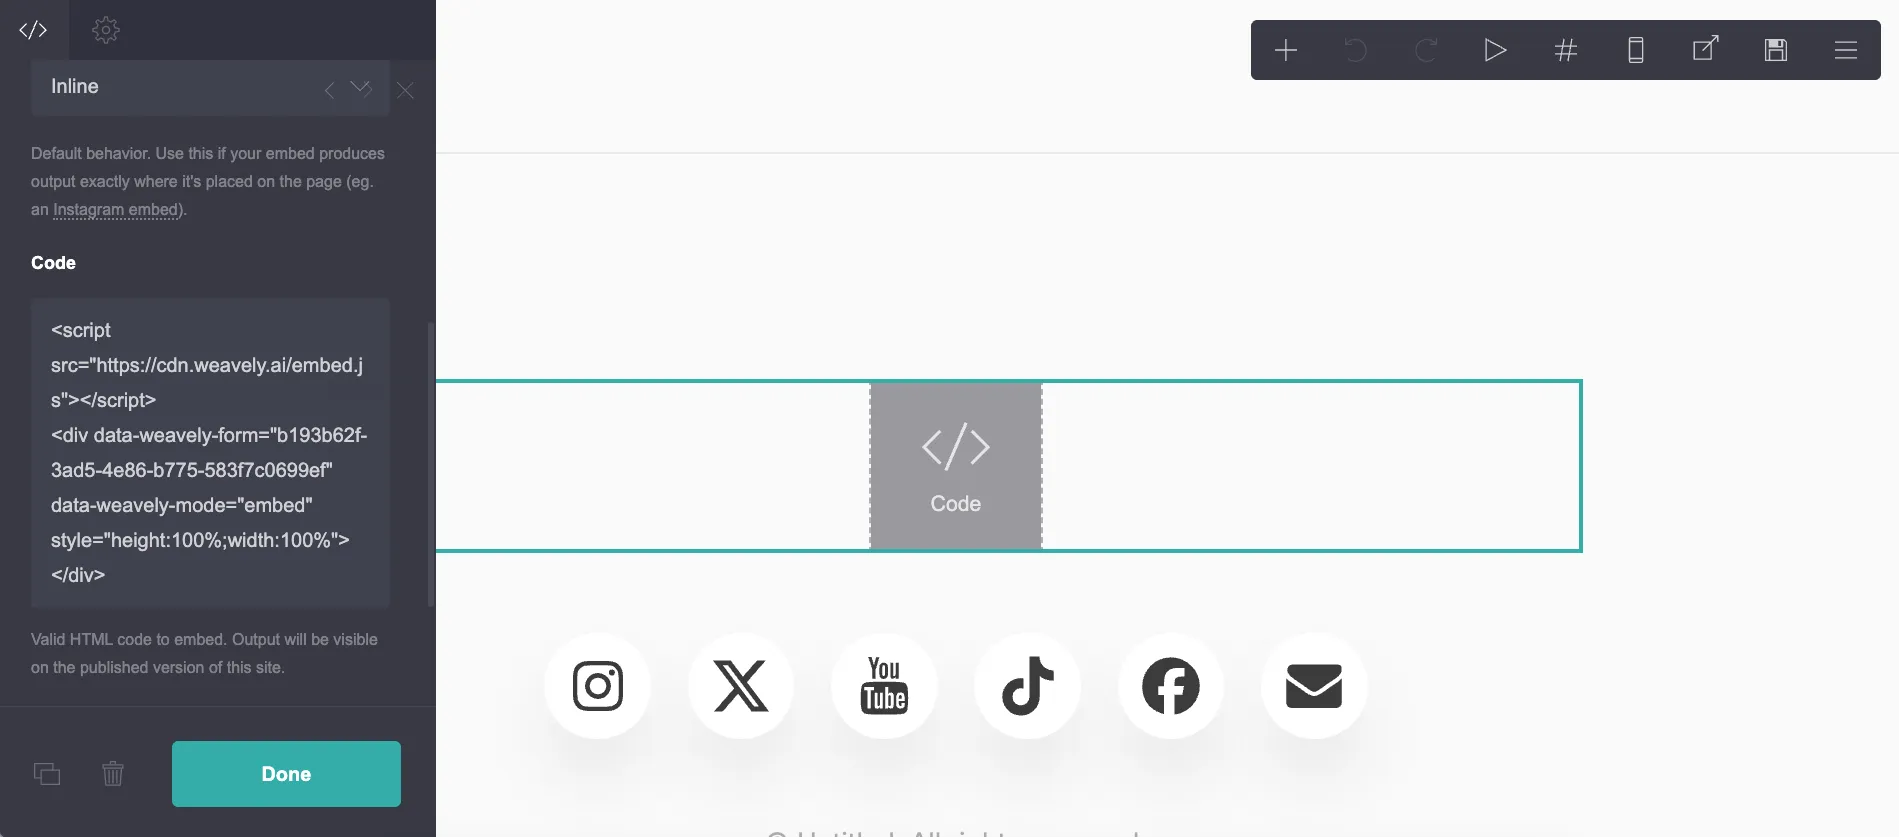 Inline
Default behavior. Use this if your embed produces
output exactly where it's placed on the page (eg.
an Instagram embed).
Code
<script
src="https://cdn.weavely.ai/embed.j
s"></script>
<div data-weavely-form="b193b62f-
3ad5-4e86-b775-583f7c0699ef"
data-weavely-mode="embed"
style="height:100%;width:100%">
</div>
Valid HTML code to embed. Output will be visible
on the published version of this site.
Done
</>
Code
You
Tube